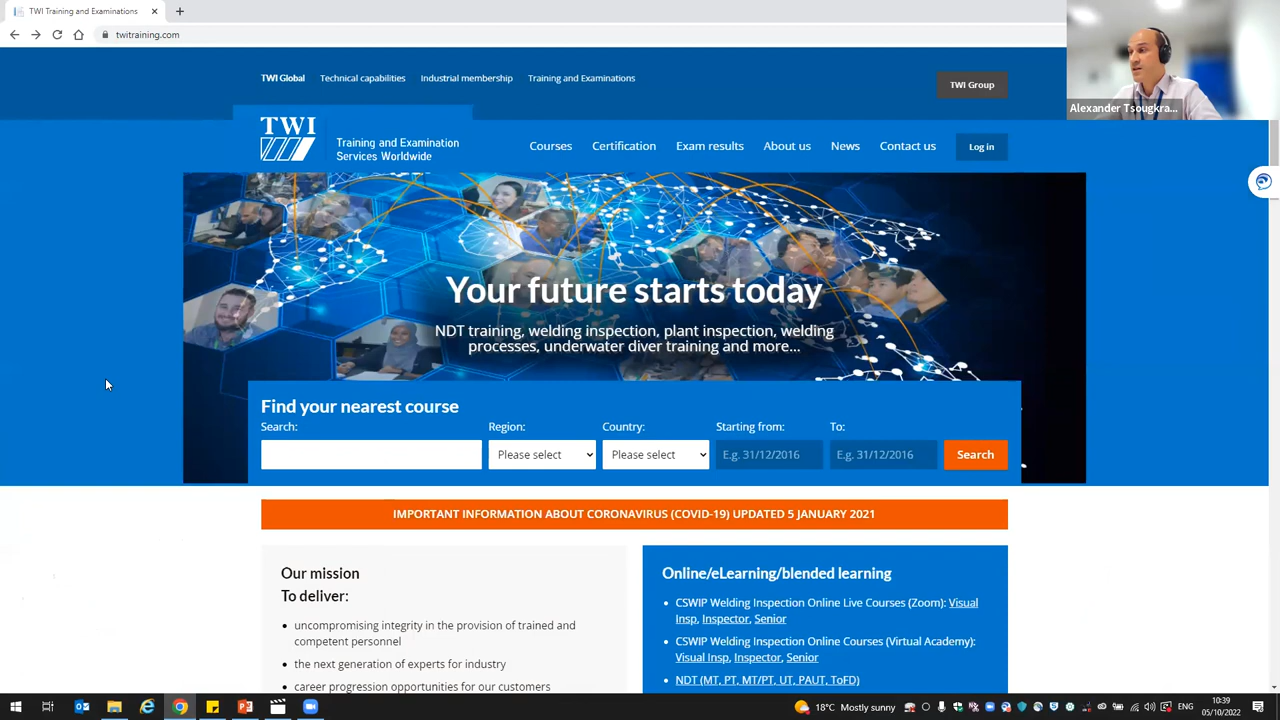 TWI Training and Examinations
twitraining.com
Alexander Tsougkra...
TWI Global
Technical capabilities
Industrial membership
Training and Examinations
TWI Group
TWI
Training and Examination
Services Worldwide
Courses
Certification
Exam results
About us
News
Contact us
Log in
Your future starts today
NDT training, welding inspection, plant inspection, welding
processes, underwater diver training and more...
Find your nearest course
Search:
Region:
Country:
Starting from:
To:
Please select
Please select
E.g. 31/12/2016
E.g. 31/12/2016
Search
IMPORTANT INFORMATION ABOUT CORONAVIRUS (COVID-19) UPDATED 5 JANUARY 2021
Our mission
To deliver:
uncompromising integrity in the provision of trained and
competent personnel
the next generation of experts for industry
career progression opportunities for our customers
Online/eLearning/blended learning
CSWIP Welding Inspection Online Live Courses (Zoom): Visual
Insp, Inspector, Senior
CSWIP Welding Inspection Online Courses (Virtual Academy):
Visual Insp, Inspector, Senior
NDT (MT, PT, MT/PT, UT, PAUT, ToFD)
18°C Mostly sunny
ENG
10:39
05/10/2022